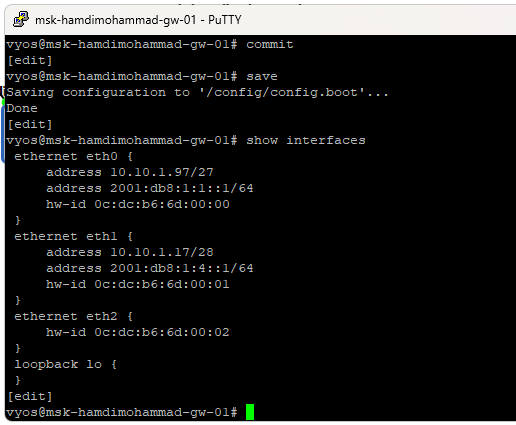 msk-hamdimohammad-gw-01 - PuTTY
vyos@msk-hamdimohammad-gw-01# commit
[edit]
vyos@msk-hamdimohammad-gw-01# save
Saving configuration to '/config/config.boot'...
Done
[edit]
vyos@msk-hamdimohammad-gw-01# show interfaces
 ethernet eth0 {
     address 10.10.1.97/27
     address 2001:db8:1:1::1/64
     hw-id 0c:dc:b6:6d:00:00
 }
 ethernet eth1 {
     address 10.10.1.17/28
     address 2001:db8:1:4::1/64
     hw-id 0c:dc:b6:6d:00:01
 }
 ethernet eth2 {
     hw-id 0c:dc:b6:6d:00:02
 }
 loopback lo {
 }
[edit]
vyos@msk-hamdimohammad-gw-01#